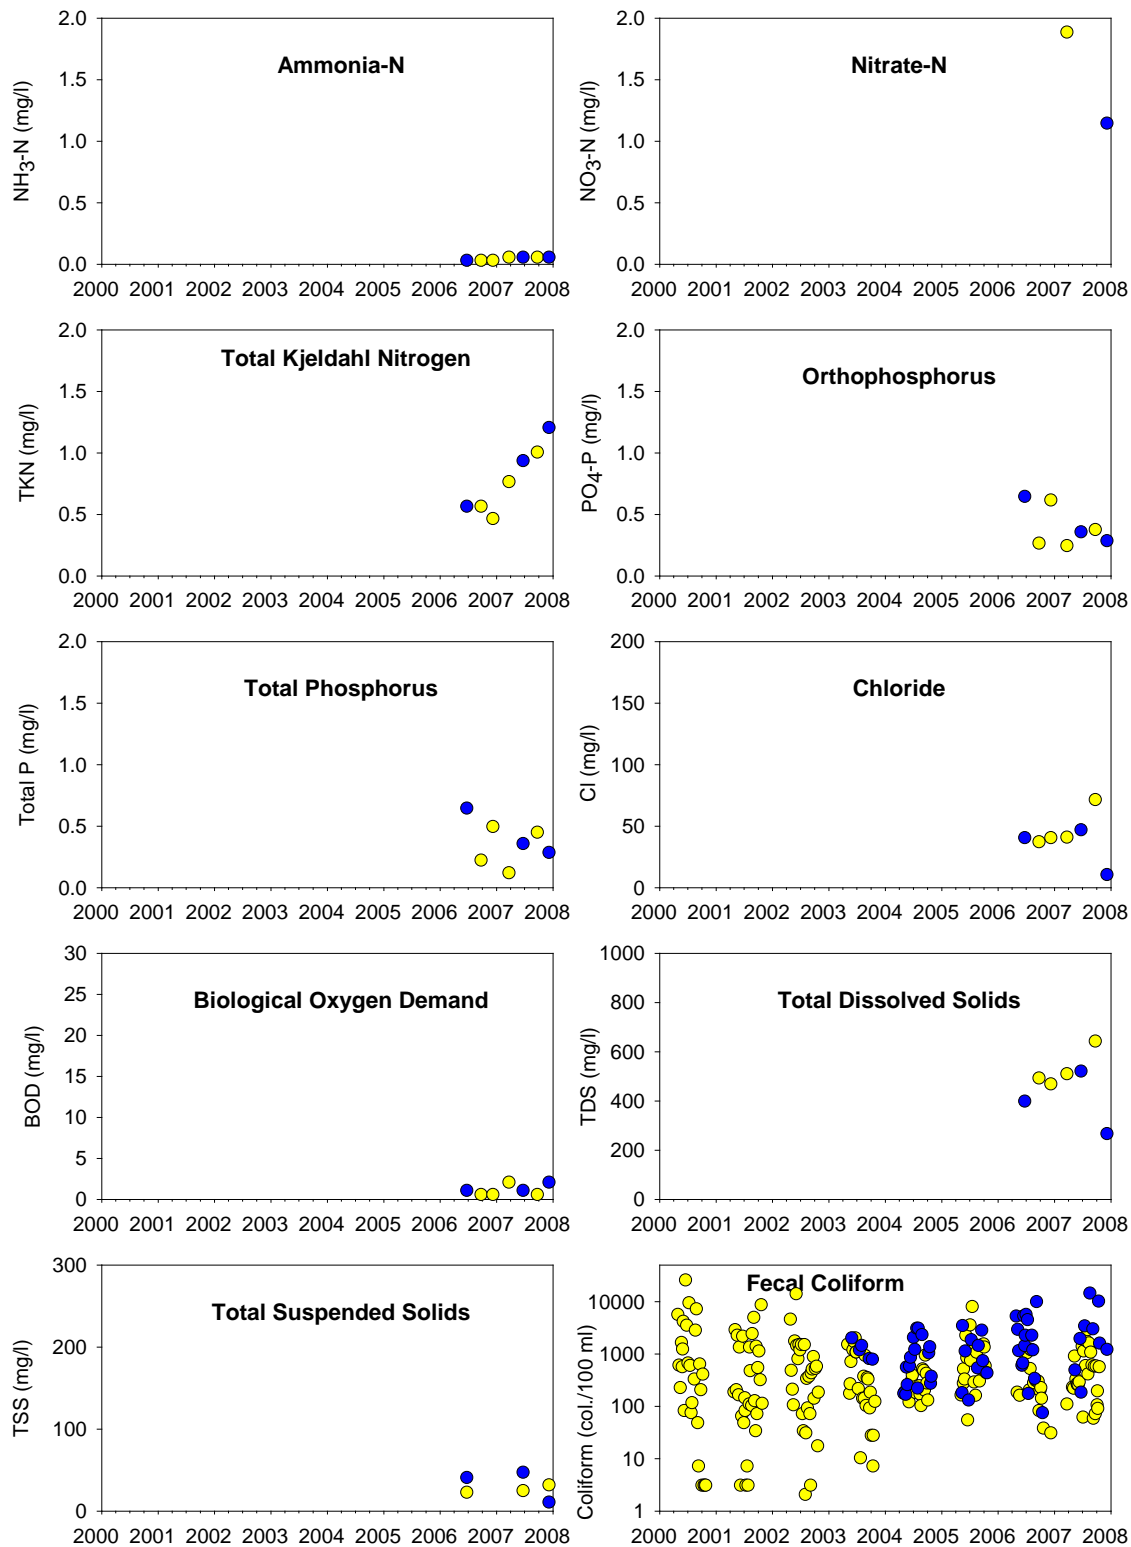 Ammonia-N
NH3-N (mg/l)
2.0
1.5
1.0
0.5
0.0
2000 2001 2002 2003 2004 2005 2006 2007 2008
Nitrate-N
NO3-N (mg/l)
2.0
1.5
1.0
0.5
0.0
2000 2001 2002 2003 2004 2005 2006 2007 2008
Total Kjeldahl Nitrogen
TKN (mg/l)
2.0
1.5
1.0
0.5
0.0
2000 2001 2002 2003 2004 2005 2006 2007 2008
Orthophosphorus
PO4-P (mg/l)
2.0
1.5
1.0
0.5
0.0
2000 2001 2002 2003 2004 2005 2006 2007 2008
Total Phosphorus
Total P (mg/l)
2.0
1.5
1.0
0.5
0.0
2000 2001 2002 2003 2004 2005 2006 2007 2008
Chloride
Cl (mg/l)
200
150
100
50
0
2000 2001 2002 2003 2004 2005 2006 2007 2008
Biological Oxygen Demand
BOD (mg/l)
30
25
20
15
10
5
0
2000 2001 2002 2003 2004 2005 2006 2007 2008
Total Dissolved Solids
TDS (mg/l)
1000
800
600
400
200
0
2000 2001 2002 2003 2004 2005 2006 2007 2008
Total Suspended Solids
TSS (mg/l)
300
200
100
0
2000 2001 2002 2003 2004 2005 2006 2007 2008
Fecal Coliform
Coliform (col./100 ml)
10000
1000
100
10
1
2000 2001 2002 2003 2004 2005 2006 2007 2008